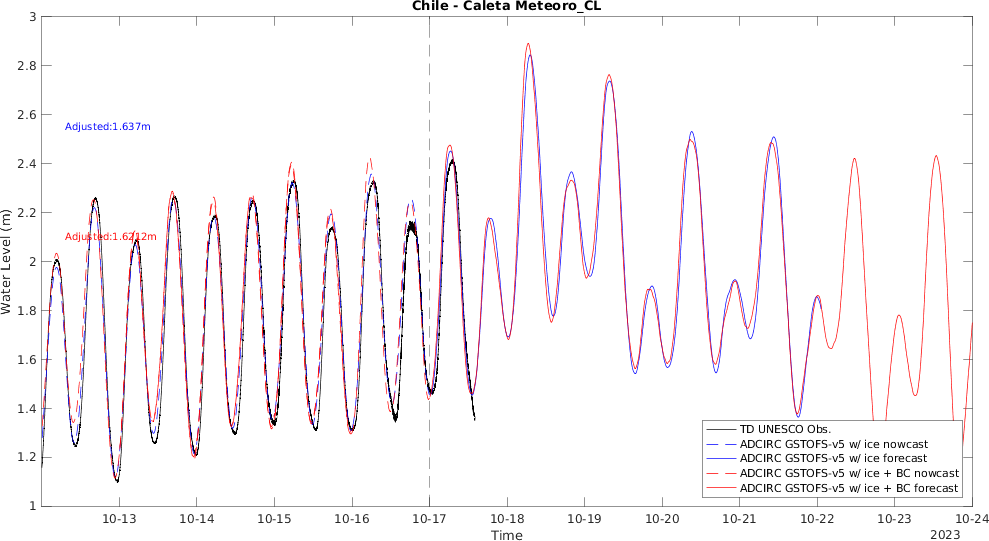 Chile - Caleta Meteoro_CL
3
2.8
2.6
2.4
2.2
2
1.8
1.6
1.4
1.2
1
Water Level (m)
Adjusted:1.637m
Adjusted:1.6212m
TD UNESCO Obs.
ADCIRC GSTOFS-v5 w/ ice nowcast
ADCIRC GSTOFS-v5 w/ ice forecast
ADCIRC GSTOFS-v5 w/ ice + BC nowcast
ADCIRC GSTOFS-v5 w/ ice + BC forecast
10-13 10-14 10-15 10-16 10-17 10-18 10-19 10-20 10-21 10-22 10-23 10-24
Time
2023